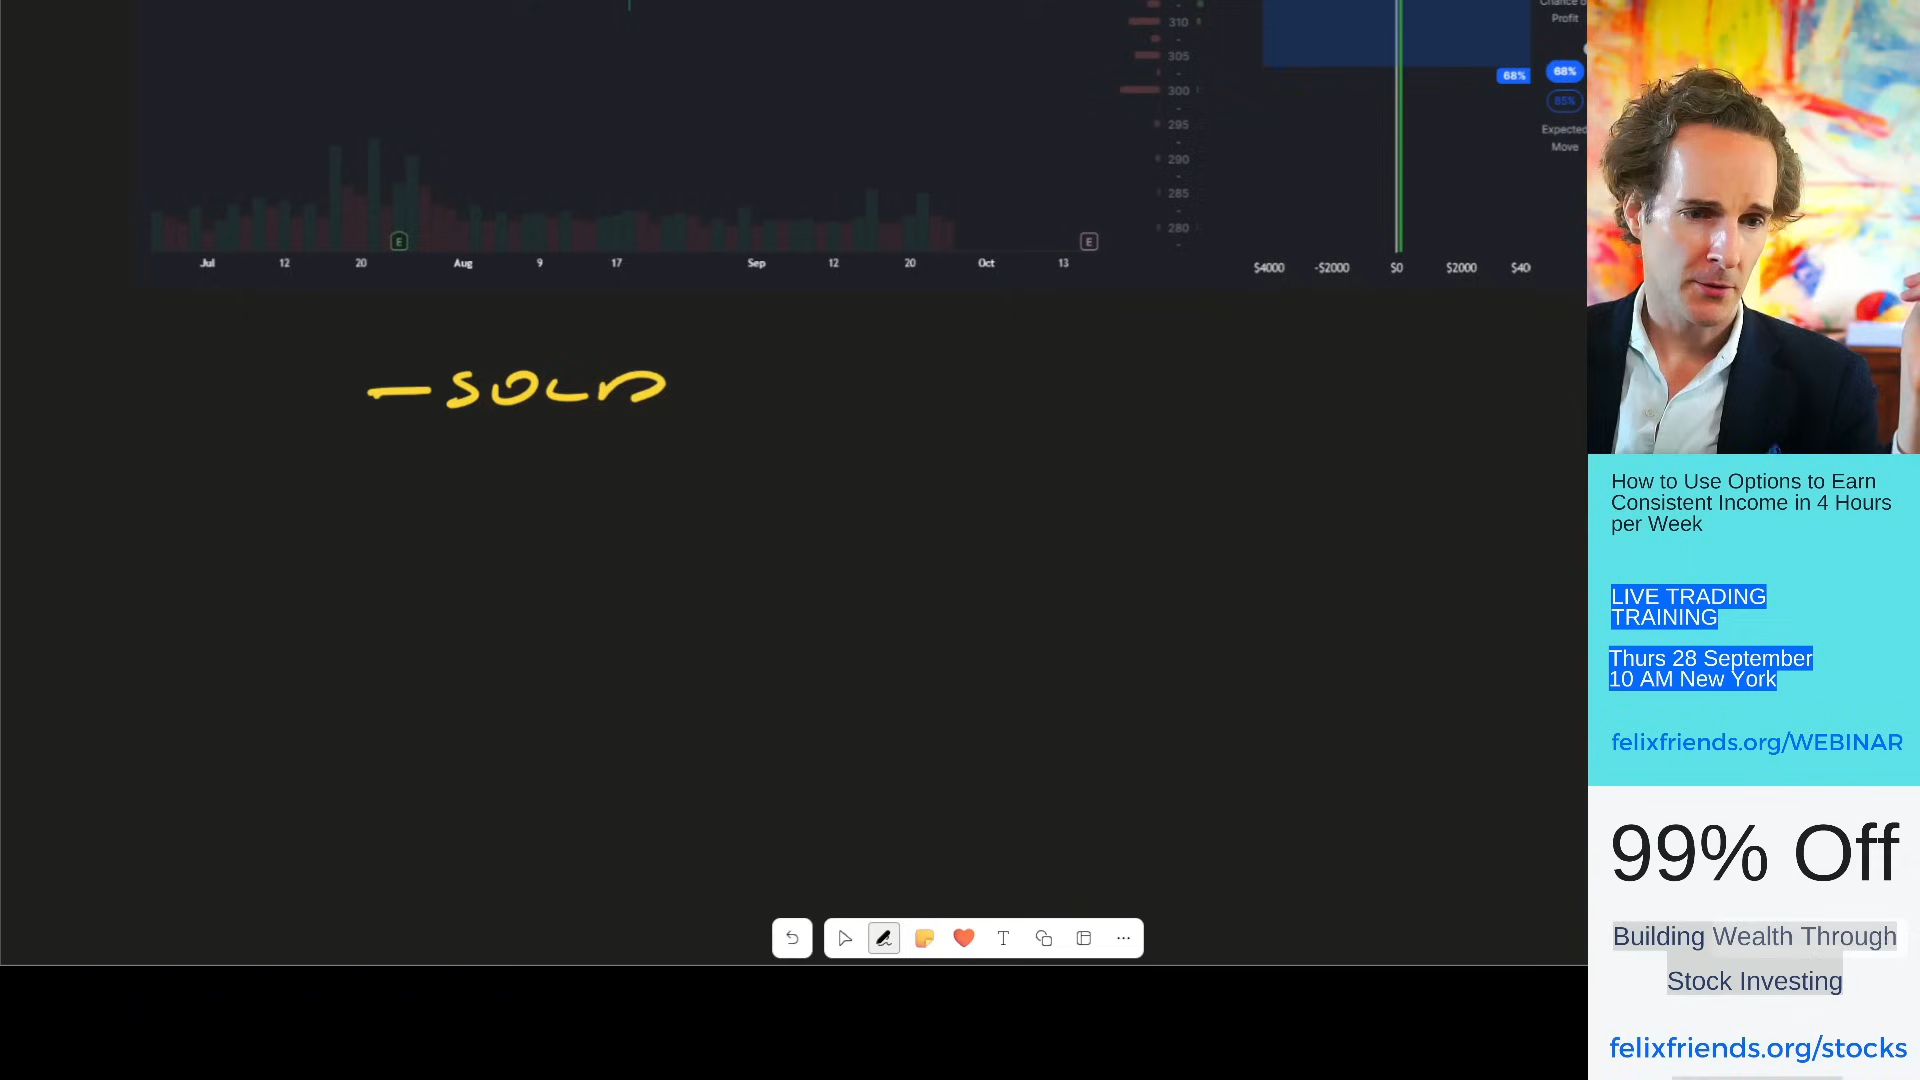 Chance o
Profit
310
305
68%
68%
300
85%
295
Expected
Move
290
285
280
E
E
Jul 12 20 Aug 9 17 Sep 12 20 Oct 13
$4000 -$2000 $0 $2000 $40
- SOLD
How to Use Options to Earn
Consistent Income in 4 Hours
per Week
LIVE TRADING
TRAINING
Thurs 28 September
10 AM New York
felixfriends.org/WEBINAR
99% Off
Building Wealth Through
Stock Investing
felixfriends.org/stocks
T